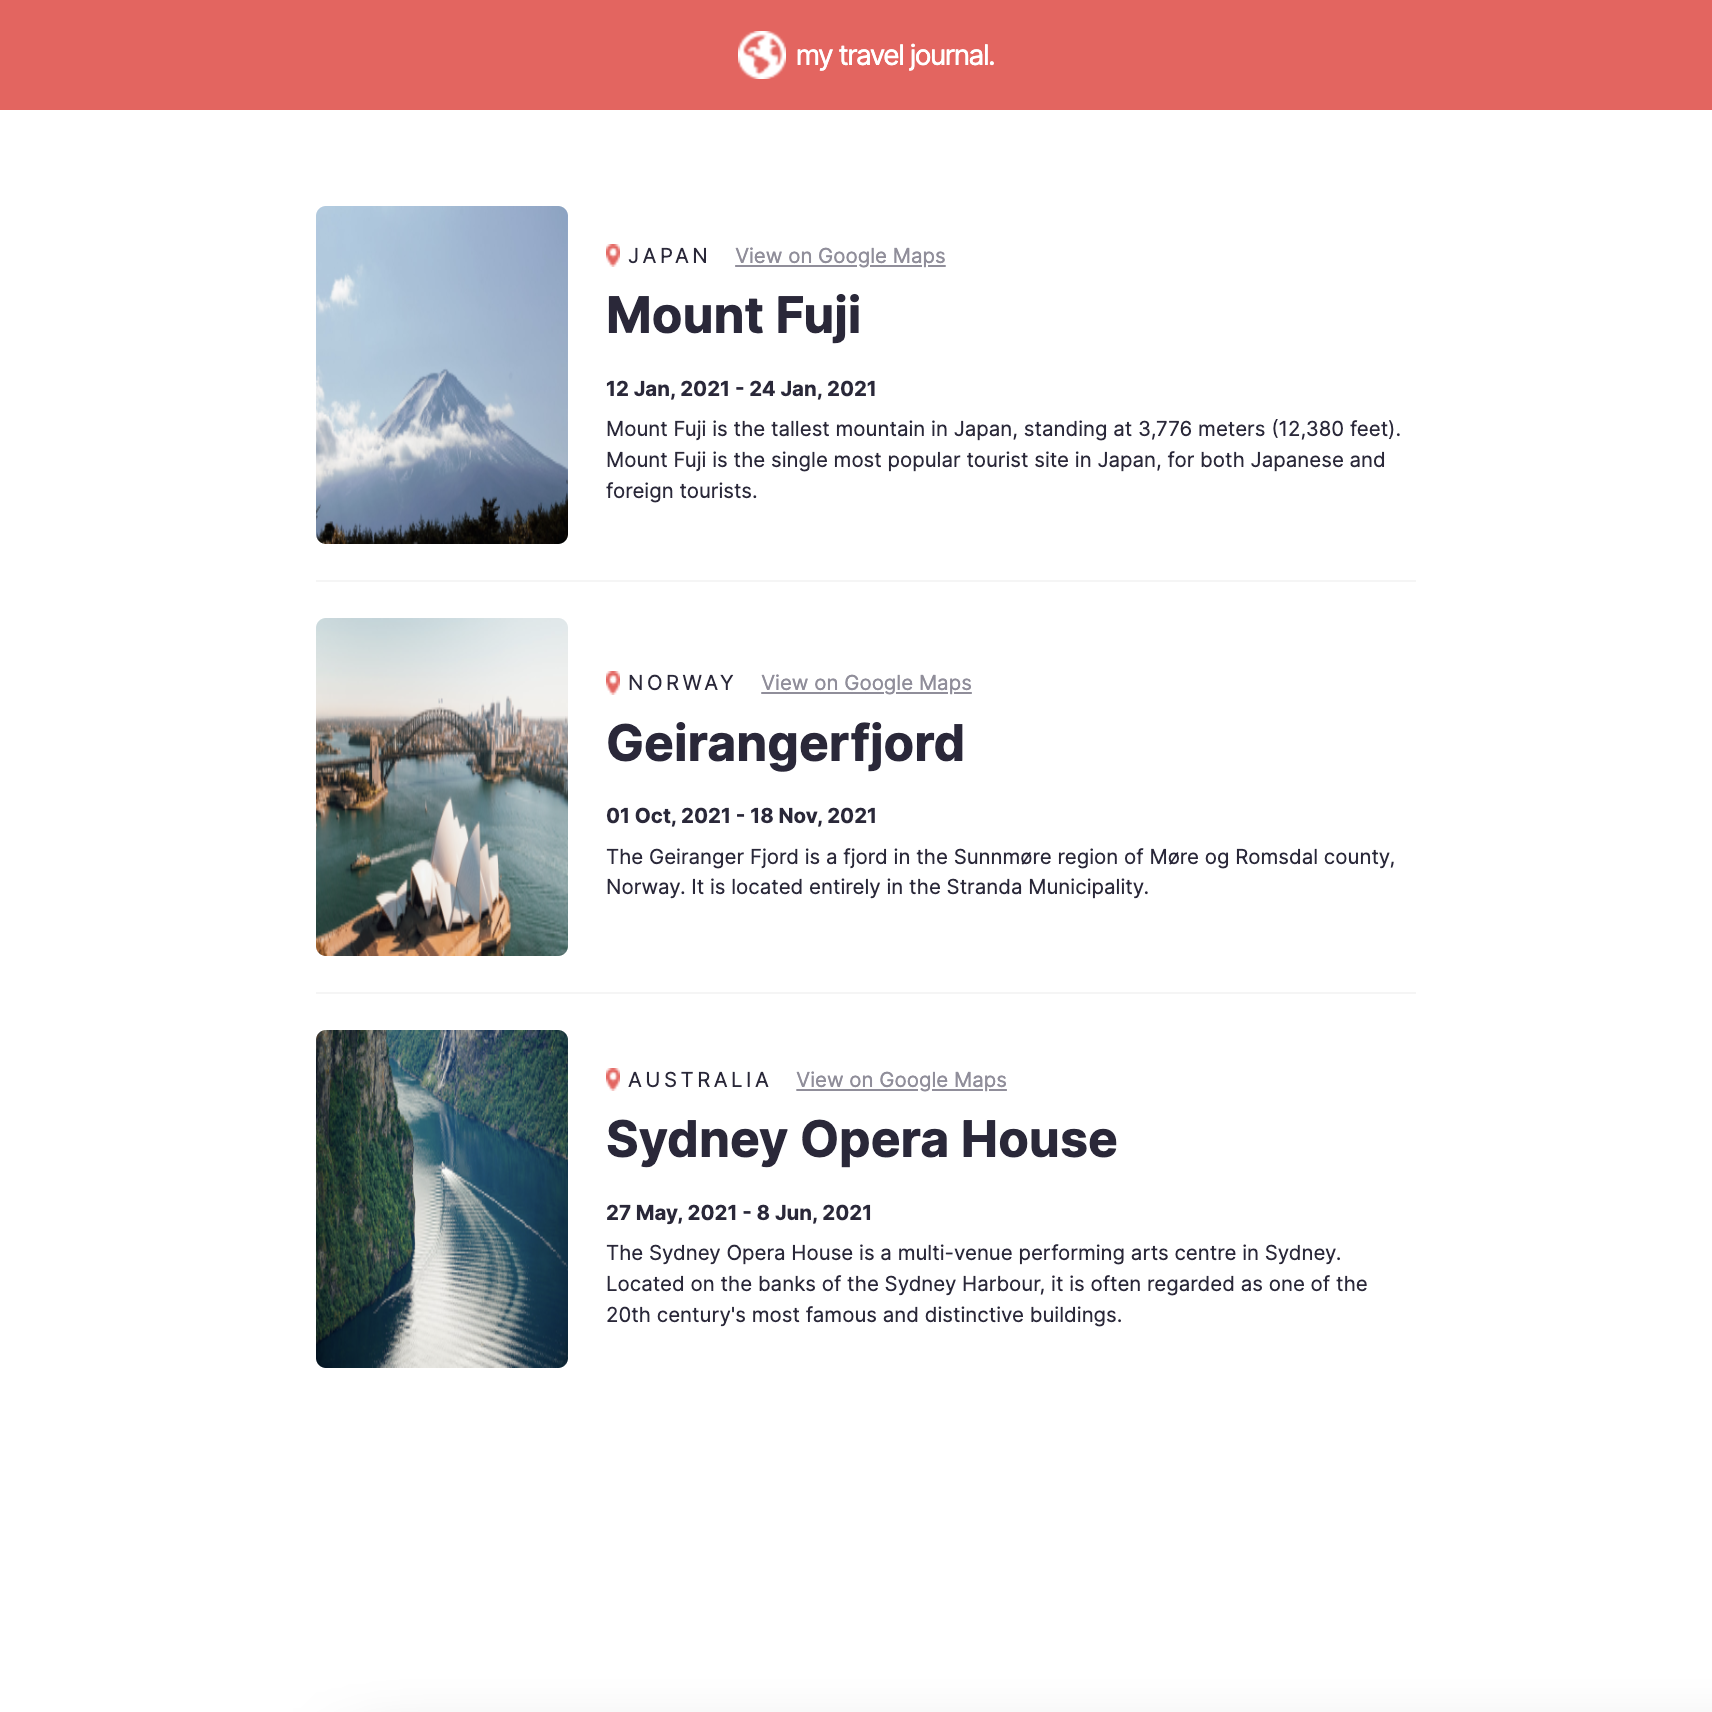 my travel journal.
JAPAN View on Google Maps
Mount Fuji
12 Jan, 2021 - 24 Jan, 2021
Mount Fuji is the tallest mountain in Japan, standing at 3,776 meters (12,380 feet).
Mount Fuji is the single most popular tourist site in Japan, for both Japanese and
foreign tourists.
NORWAY View on Google Maps
Geirangerfjord
01 Oct, 2021 - 18 Nov, 2021
The Geiranger Fjord is a fjord in the Sunnmøre region of Møre og Romsdal county,
Norway. It is located entirely in the Stranda Municipality.
AUSTRALIA View on Google Maps
Sydney Opera House
27 May, 2021 - 8 Jun, 2021
The Sydney Opera House is a multi-venue performing arts centre in Sydney.
Located on the banks of the Sydney Harbour, it is often regarded as one of the
20th century's most famous and distinctive buildings.